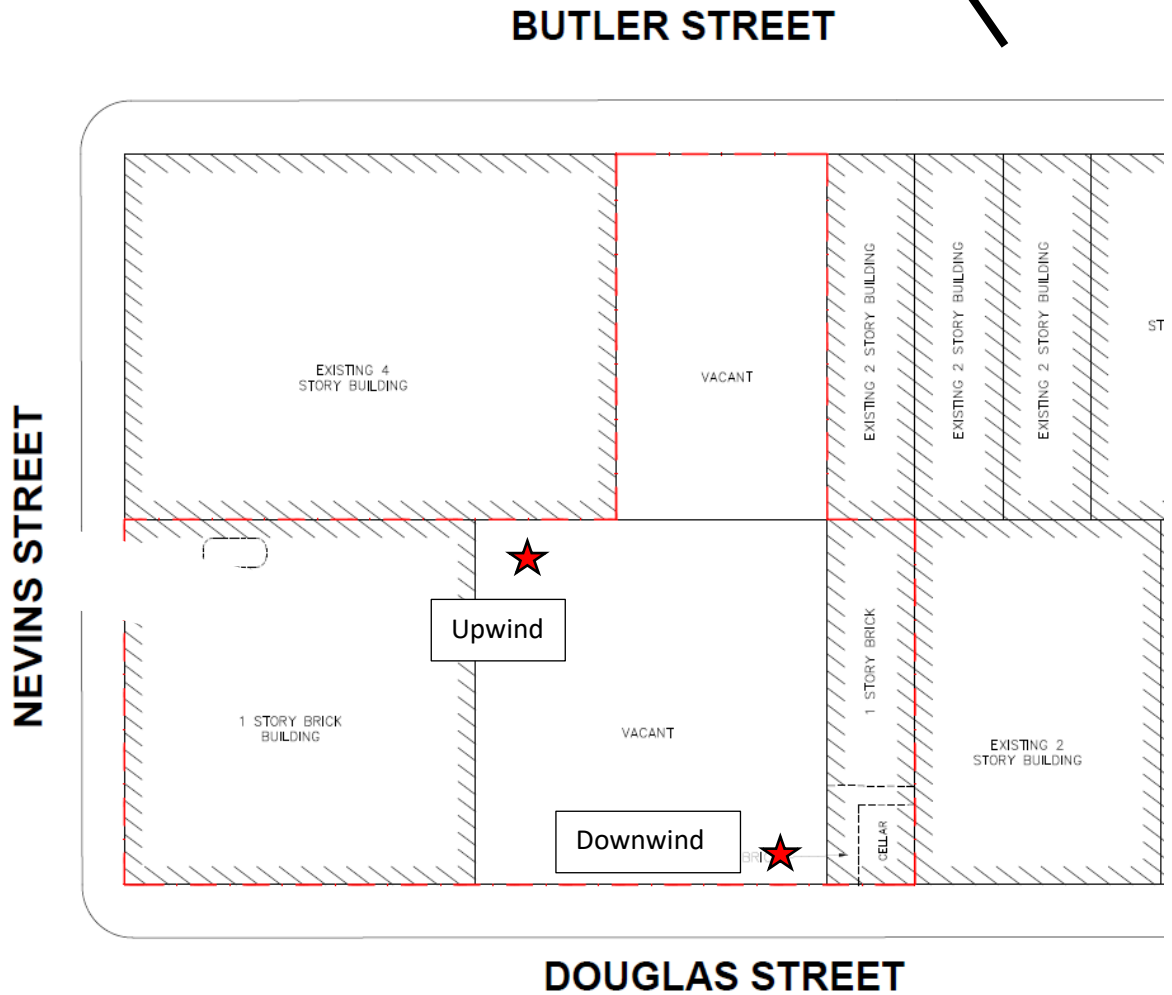 BUTLER STREET
EXISTING 4
STORY BUILDING
VACANT
EXISTING 2 STORY BUILDING
EXISTING 2 STORY BUILDING
EXISTING 2 STORY BUILDING
ST
NEVINS STREET
Upwind
1 STORY BRICK
BUILDING
VACANT
1 STORY BRICK
EXISTING 2
STORY BUILDING
Downwind
BRIC
CELLAR
DOUGLAS STREET